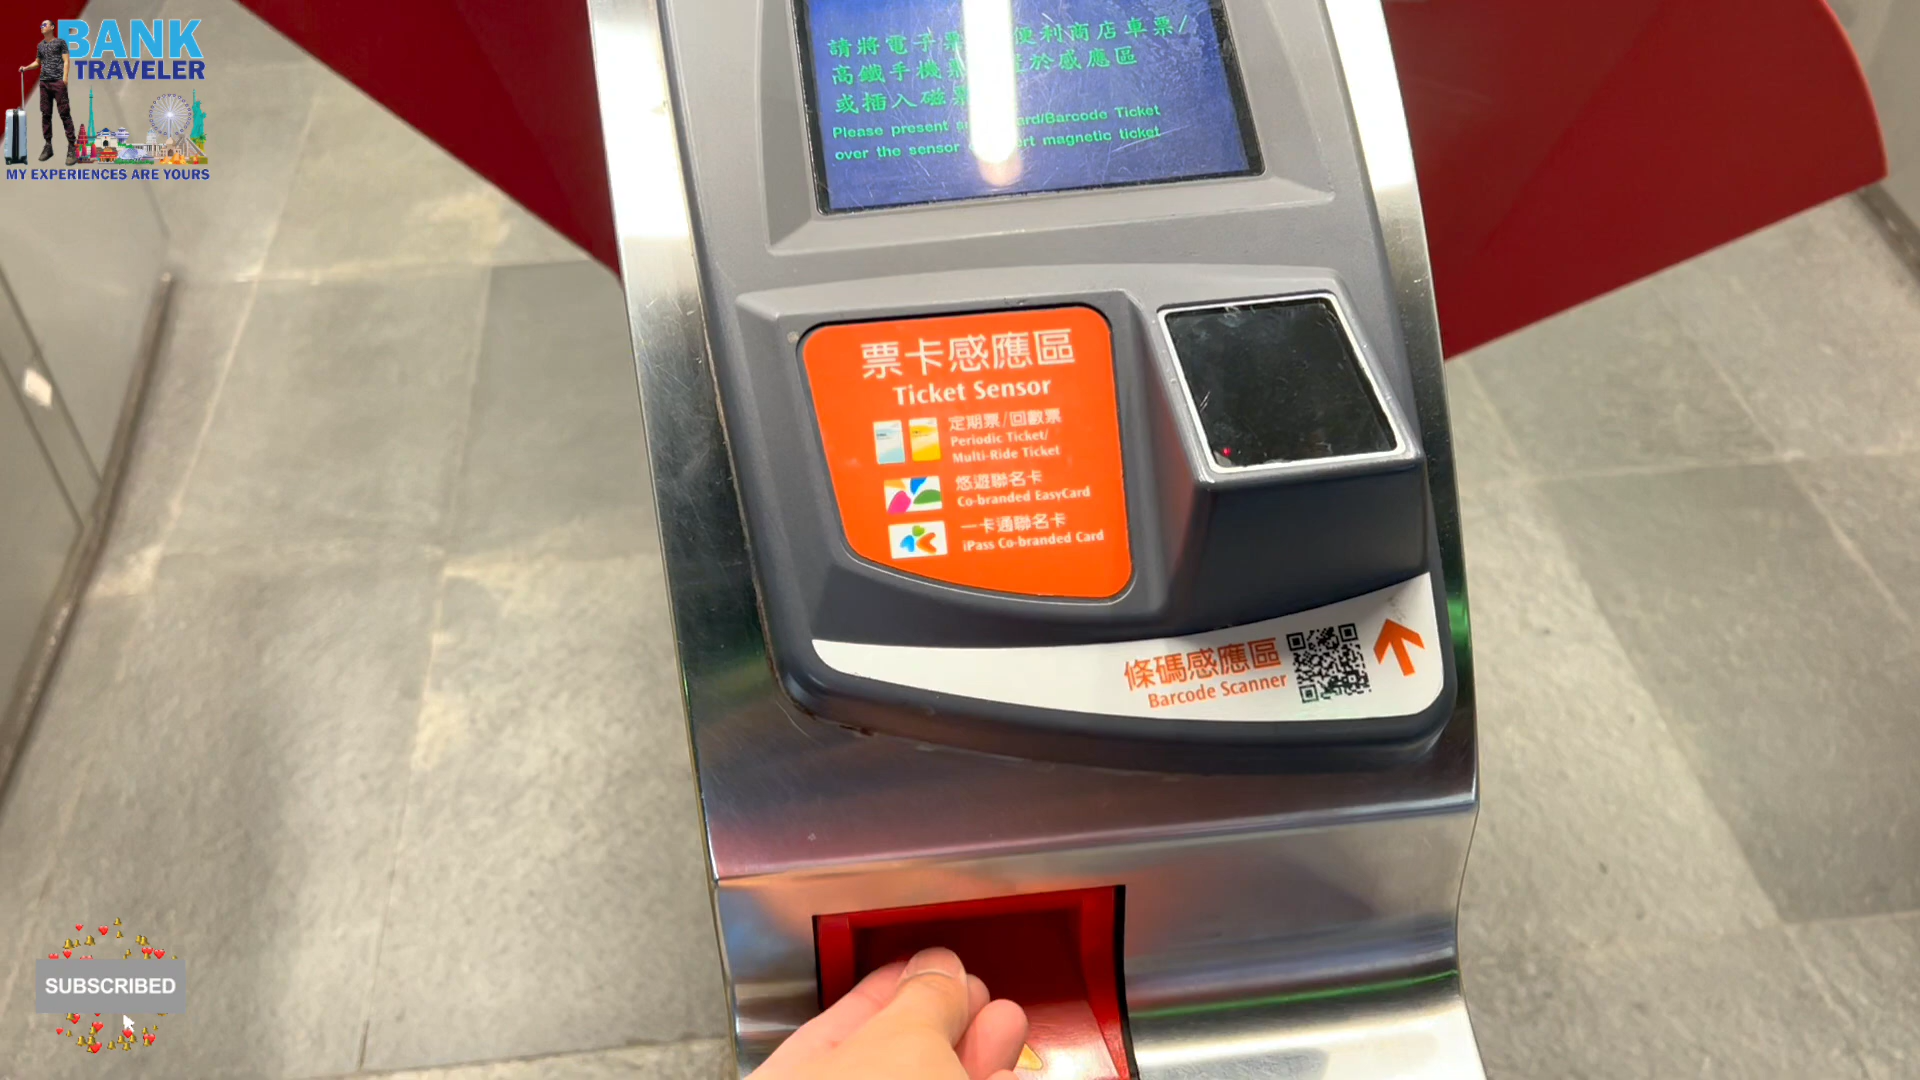 BANK
TRAVELER
MY EXPERIENCES ARE YOURS
請將電子票 便利商店車票/
高鐵手機票 於感應區
或插入磁票
Please present /Barcode Ticket
over the sensor magnetic ticket
票卡感應區
Ticket Sensor
定期票/回數票
Periodic Ticket/
Multi-Ride Ticket
悠遊聯名卡
Co-branded EasyCard
一卡通聯名卡
iPass Co-branded Card
條碼感應區
Barcode Scanner
SUBSCRIBED